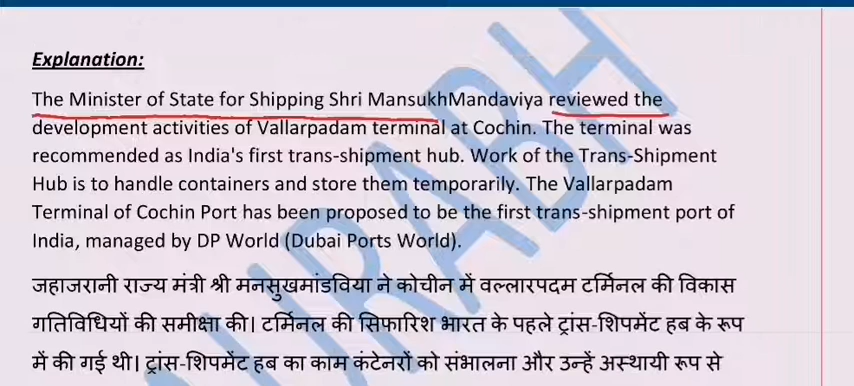 Explanation:
The Minister of State for Shipping Shri MansukhMandaviya reviewed the
development activities of Vallarpadam terminal at Cochin. The terminal was
recommended as India's first trans-shipment hub. Work of the Trans-Shipment
Hub is to handle containers and store them temporarily. The Vallarpadam
Terminal of Cochin Port has been proposed to be the first trans-shipment port of
India, managed by DP World (Dubai Ports World).
जहाजरानी राज्य मंत्री श्री मनसुखमांडविया ने कोचीन में वल्लारपदम टर्मिनल की विकास
गतिविधियों की समीक्षा की। टर्मिनल की सिफारिश भारत के पहले ट्रांस-शिपमेंट हब के रूप
में की गई थी। ट्रांस-शिपमेंट हब का काम कंटेनरों को संभालना और उन्हें अस्थायी रूप से